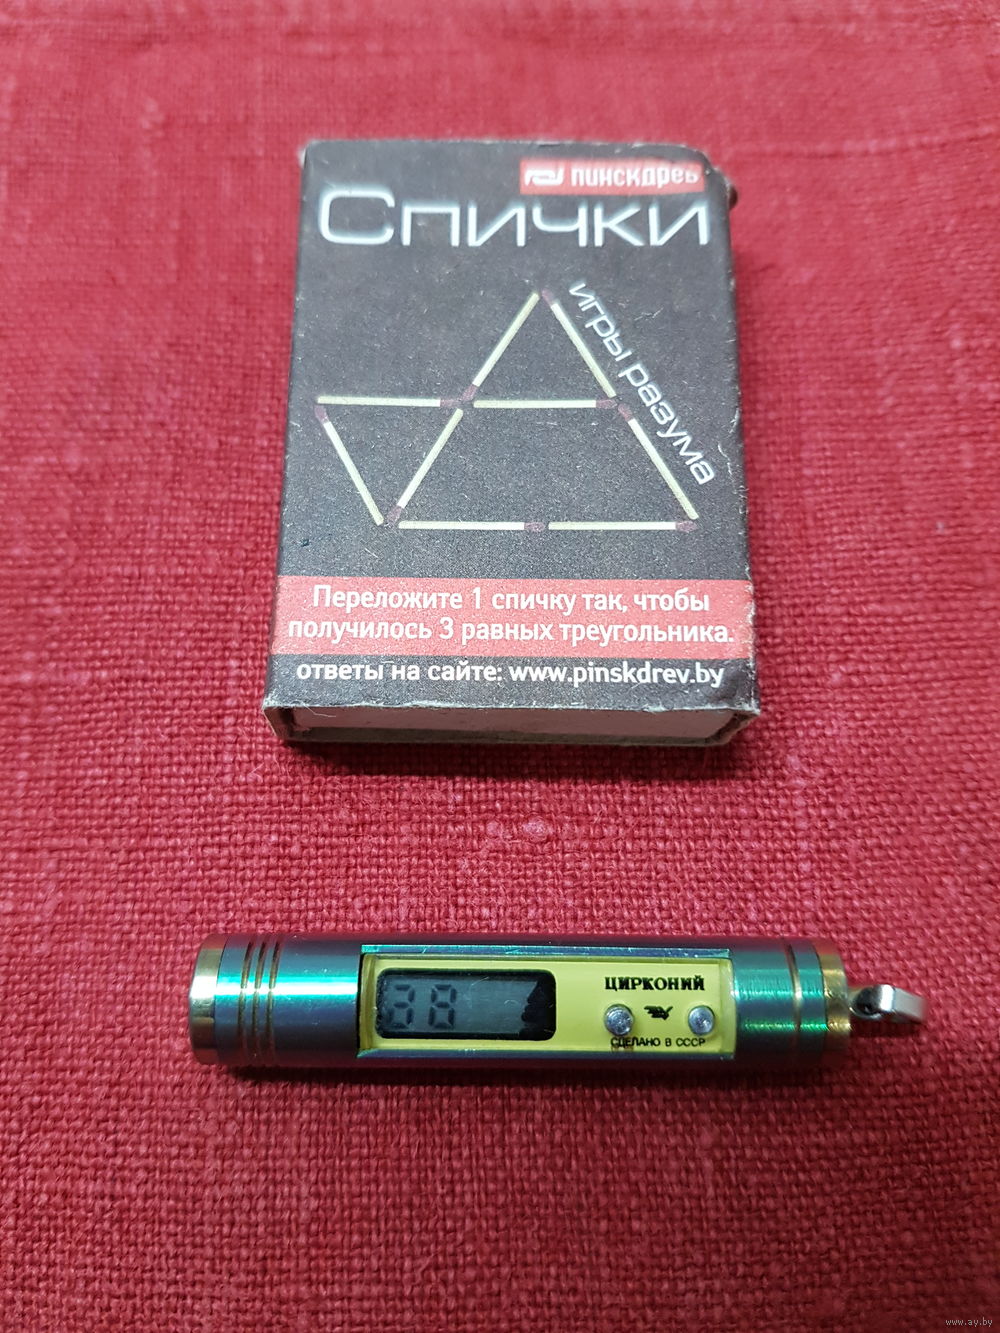 пинскдрев
Спички
игры разума
Переложите 1 спичку так, чтобы
получилось 3 равных треугольника.
ответы на сайте: www.pinskdrev.by
38
ЦИРКОНИЙ
СДЕЛАНО В СССР
www.ay.by